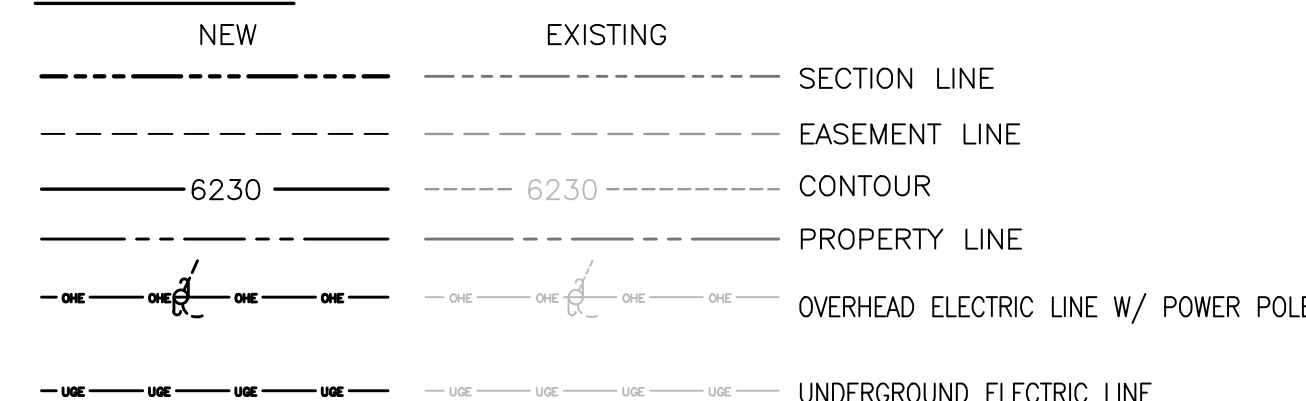 NEW EXISTING
SECTION LINE
EASEMENT LINE
6230 6230 CONTOUR
PROPERTY LINE
OHE OHE OHE OHE OHE OHE OHE OHE OVERHEAD ELECTRIC LINE W/ POWER POLE
UGE UGE UGE UGE UGE UGE UGE UGE UNDERGROUND ELECTRIC LINE